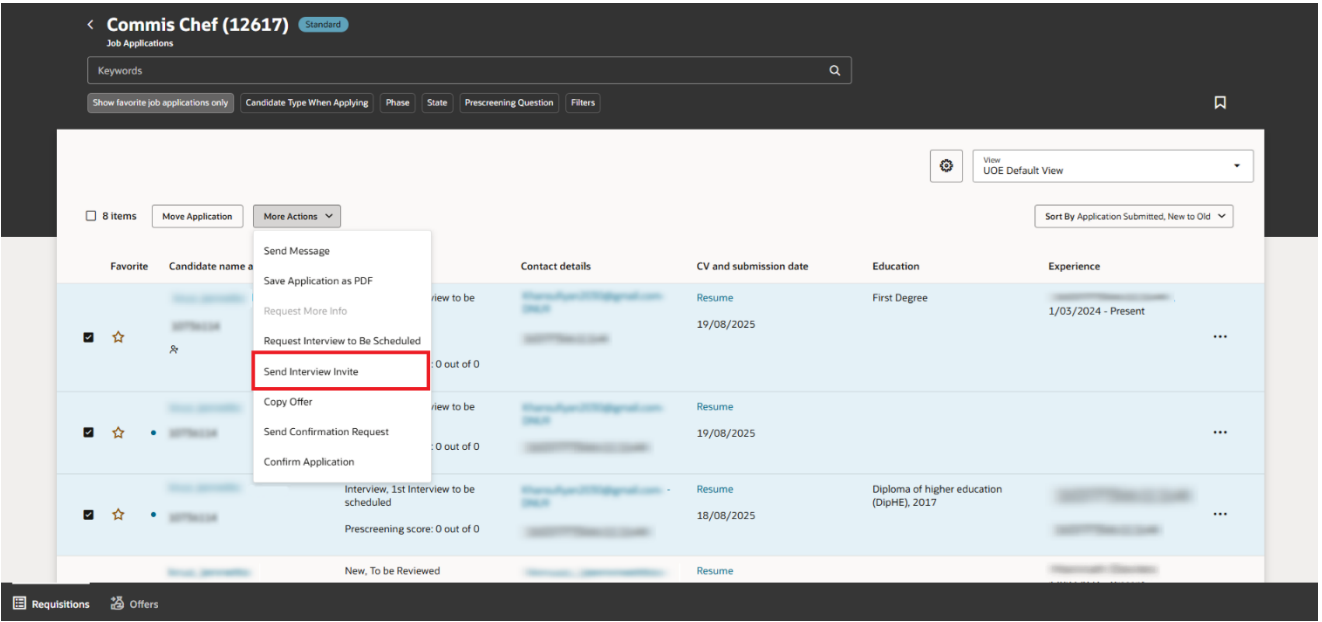 Commis Chef (12617) Standard
Job Applications
Keywords
Show favorite job applications only Candidate Type When Applying Phase State Prescreening Question Filters
View
UOE Default View
8 items Move Application More Actions Sort By Application Submitted, New to Old
Send Message
Save Application as PDF
Request More Info
Request Interview to Be Scheduled
Send Interview Invite
Copy Offer
Send Confirmation Request
Confirm Application
Favorite Candidate name a Contact details CV and submission date Education Experience
view to be Resume First Degree
19/08/2025 1/03/2024 - Present
: 0 out of 0
view to be Resume
19/08/2025
: 0 out of 0
Interview, 1st Interview to be Resume Diploma of higher education
scheduled (DipHE), 2017
18/08/2025
Prescreening score: 0 out of 0
New, To be Reviewed Resume
Requisitions Offers